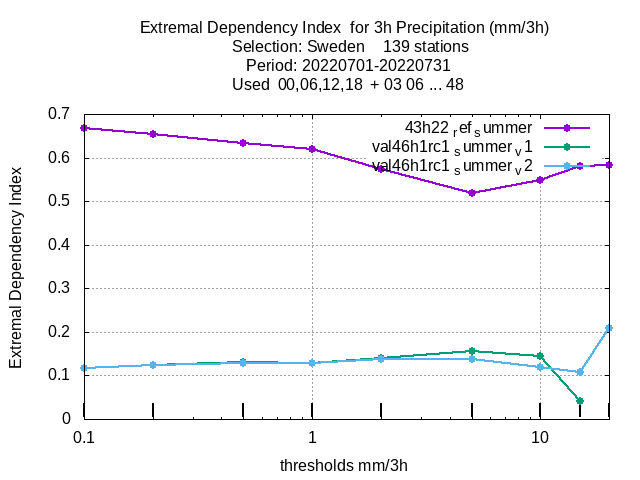 Extremal Dependency Index  for 3h Precipitation (mm/3h)
Selection: Sweden    139 stations
Period: 20220701-20220731
Used  00,06,12,18  + 03 06 ... 48
43h22_ref_summer
val46h1rc1_summer_v1
val46h1rc1_summer_v2
0.7
0.6
0.5
0.4
0.3
0.2
0.1
0
Extremal Dependency Index
0.1 1 10
thresholds mm/3h